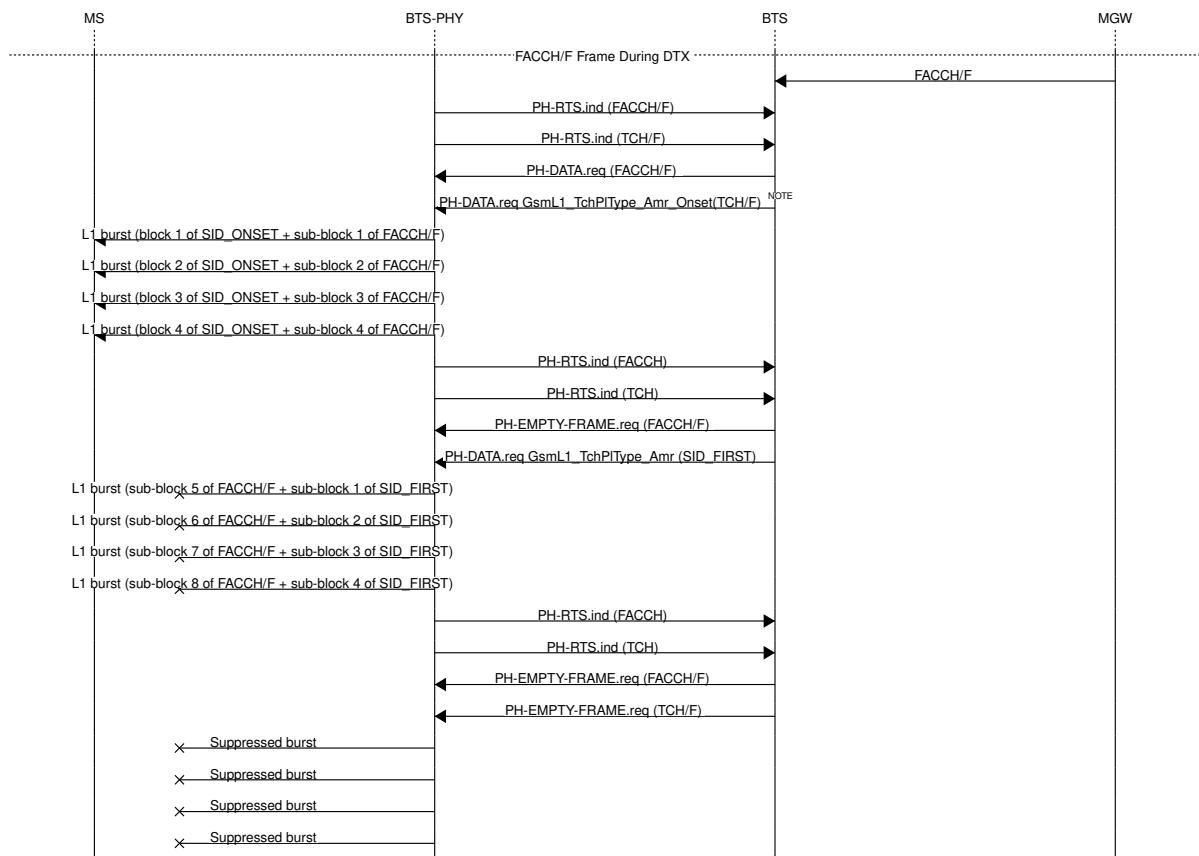 MS BTS-PHY BTS MGW
FACCH/F Frame During DTX
FACCH/F
PH-RTS.ind (FACCH/F)
PH-RTS.ind (TCH/F)
PH-DATA.req (FACCH/F)
PH-DATA.req GsmL1_TchPlType_Amr_Onset(TCH/F) NOTE
L1 burst (block 1 of SID_ONSET + sub-block 1 of FACCH/F)
L1 burst (block 2 of SID_ONSET + sub-block 2 of FACCH/F)
L1 burst (block 3 of SID_ONSET + sub-block 3 of FACCH/F)
L1 burst (block 4 of SID_ONSET + sub-block 4 of FACCH/F)
PH-RTS.ind (FACCH)
PH-RTS.ind (TCH)
PH-EMPTY-FRAME.req (FACCH/F)
PH-DATA.req GsmL1_TchPlType_Amr (SID_FIRST)
L1 burst (sub-block 5 of FACCH/F + sub-block 1 of SID_FIRST)
L1 burst (sub-block 6 of FACCH/F + sub-block 2 of SID_FIRST)
L1 burst (sub-block 7 of FACCH/F + sub-block 3 of SID_FIRST)
L1 burst (sub-block 8 of FACCH/F + sub-block 4 of SID_FIRST)
PH-RTS.ind (FACCH)
PH-RTS.ind (TCH)
PH-EMPTY-FRAME.req (FACCH/F)
PH-EMPTY-FRAME.req (TCH/F)
Suppressed burst
Suppressed burst
Suppressed burst
Suppressed burst